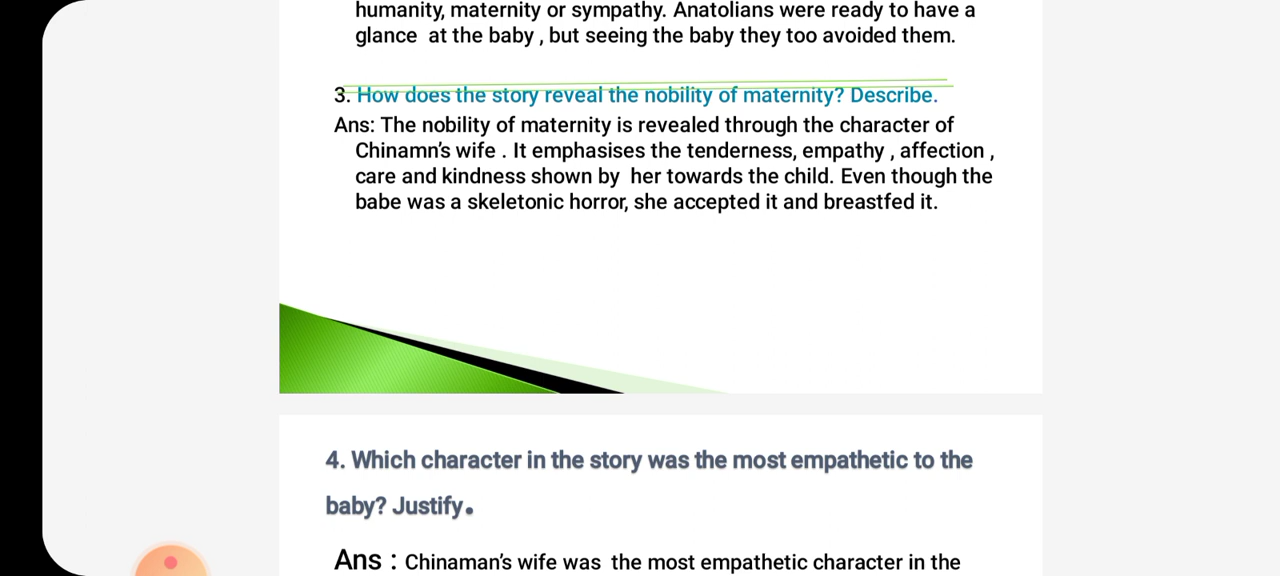 humanity, maternity or sympathy. Anatolians were ready to have a
glance at the baby , but seeing the baby they too avoided them.
3. How does the story reveal the nobility of maternity? Describe.
Ans: The nobility of maternity is revealed through the character of
Chinamn's wife . It emphasises the tenderness, empathy , affection ,
care and kindness shown by her towards the child. Even though the
babe was a skeletonic horror, she accepted it and breastfed it.
4. Which character in the story was the most empathetic to the
baby? Justify.
Ans : Chinaman's wife was the most empathetic character in the